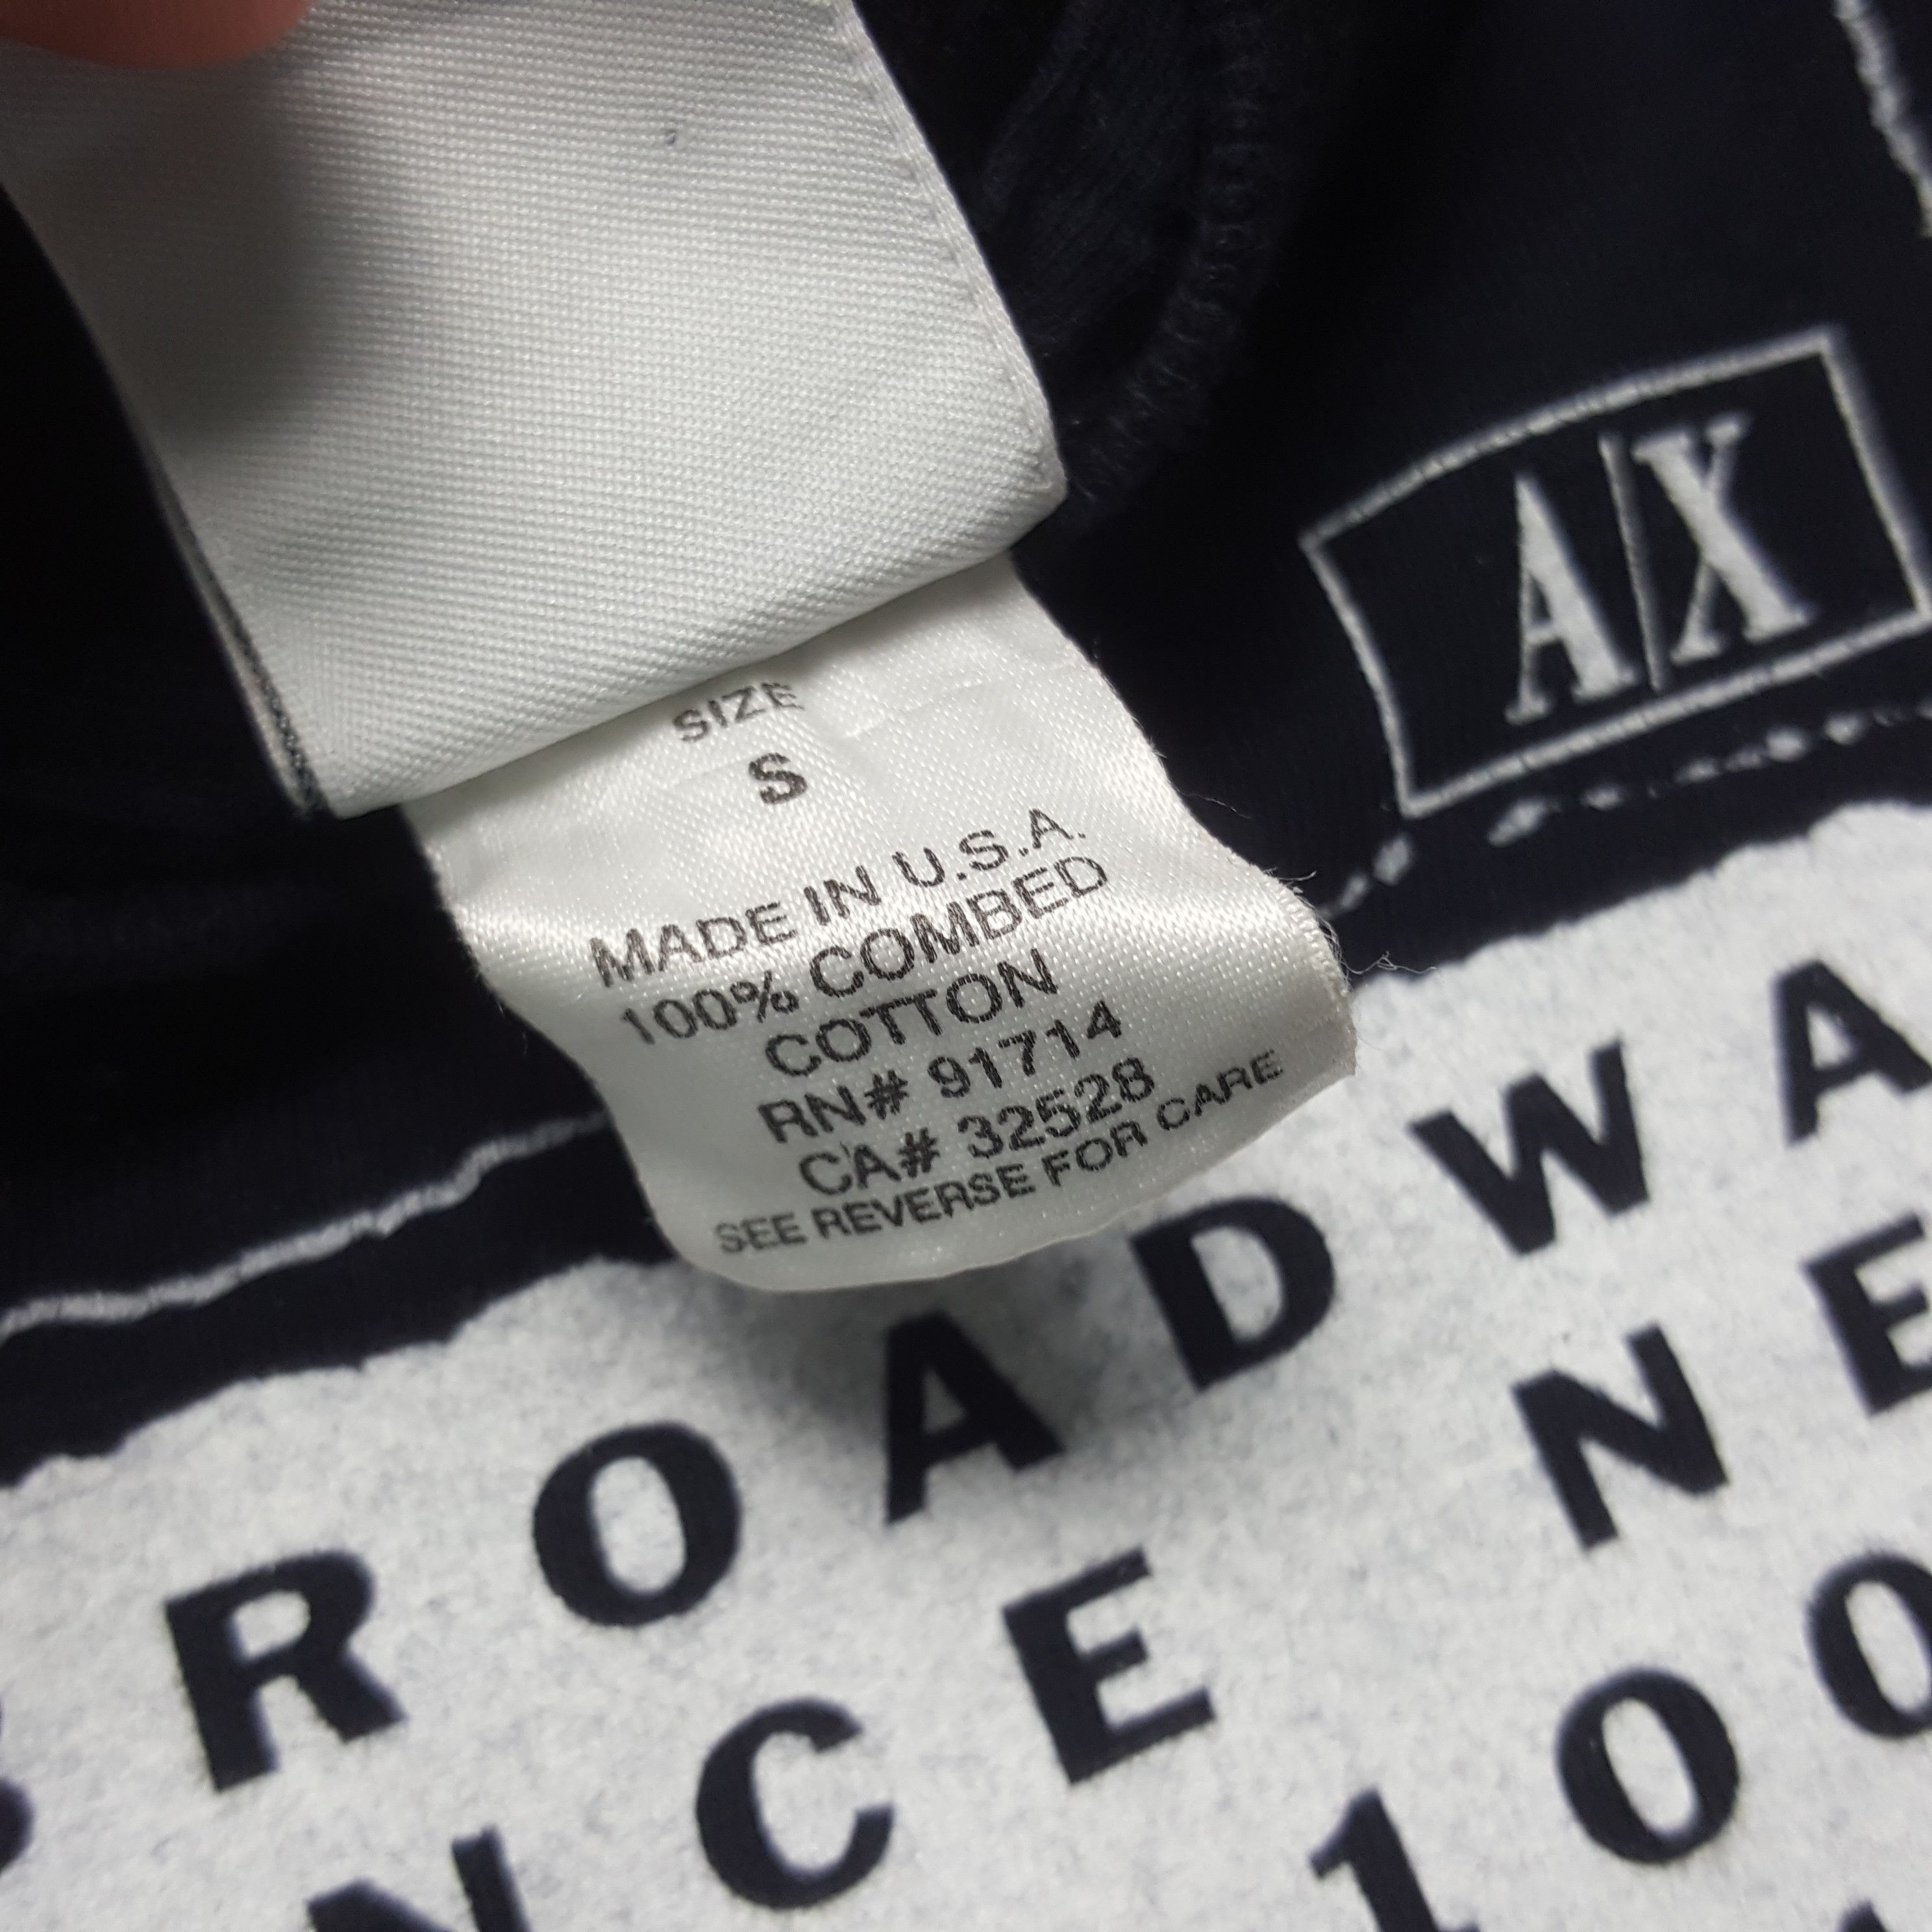 A|X
SIZE
S
MADE IN U.S.A.
100% COMBED
COTTON
RN# 91714
CA# 32528
SEE REVERSE FOR CARE
ROADWA
NCE NE
100